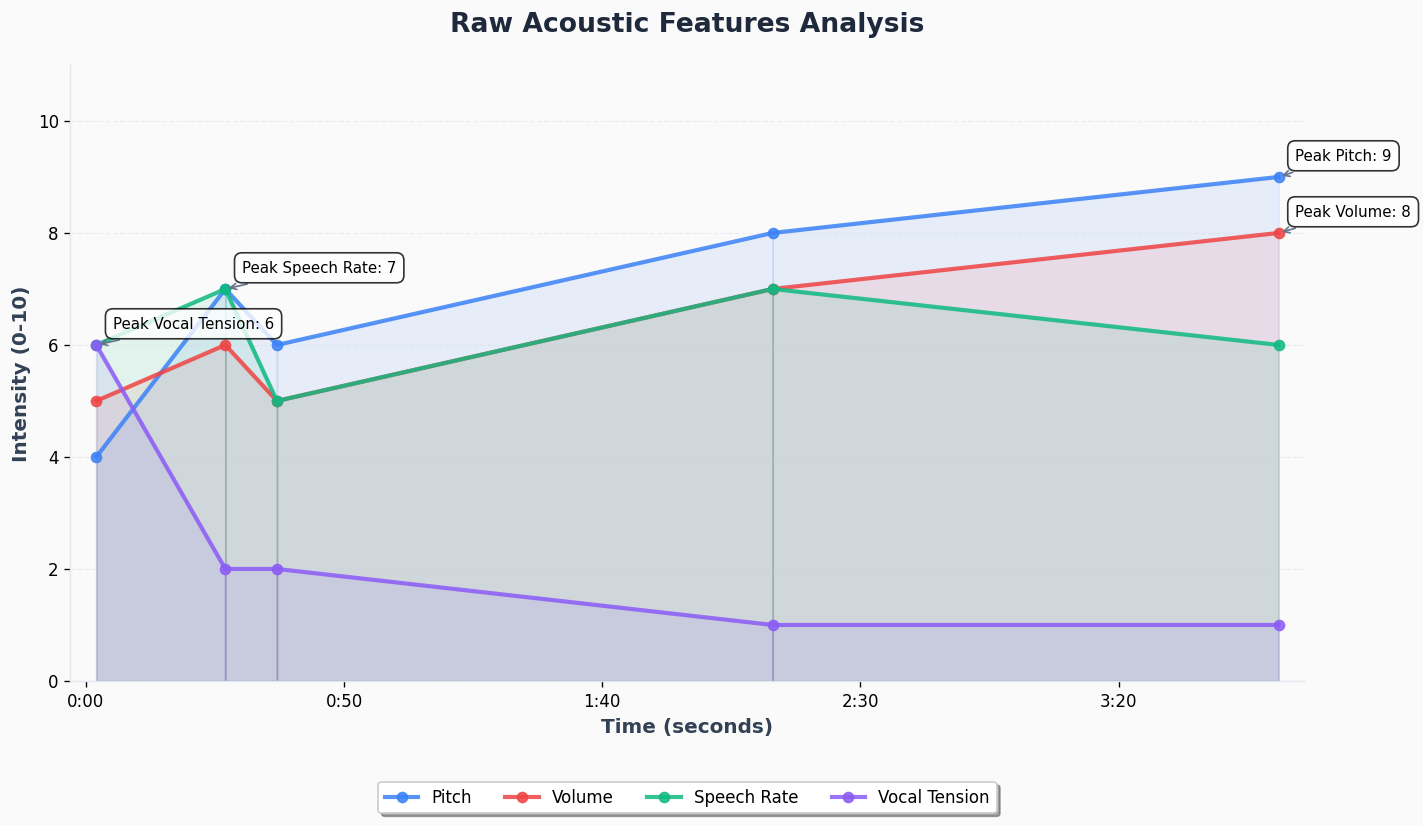 Raw Acoustic Features Analysis
10
Peak Pitch: 9
Peak Volume: 8
8
Peak Speech Rate: 7
Peak Vocal Tension: 6
6
Intensity (0-10)
4
2
0
0:00 0:50 1:40 2:30 3:20
Time (seconds)
Pitch Volume Speech Rate Vocal Tension